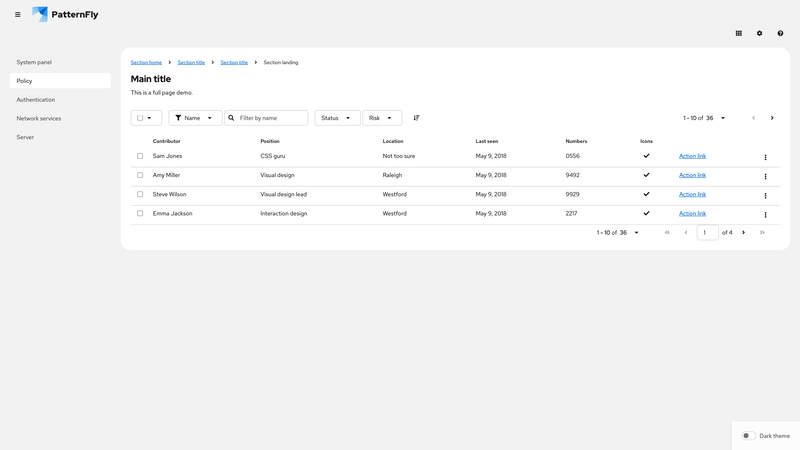 PatternFly
System panel
Policy
Authentication
Network services
Server
Section home Section title Section title Section landing
Main title
This is a full page demo.
Name Filter by name Status Risk 1 - 10 of 36
Contributor Position Location Last seen Numbers Icons
Sam Jones CSS guru Not too sure May 9, 2018 0556 Action link
Amy Miller Visual design Raleigh May 9, 2018 9492 Action link
Steve Wilson Visual design lead Westford May 9, 2018 9929 Action link
Emma Jackson Interaction design Westford May 9, 2018 2217 Action link
1 - 10 of 36 1 of 4
Dark theme